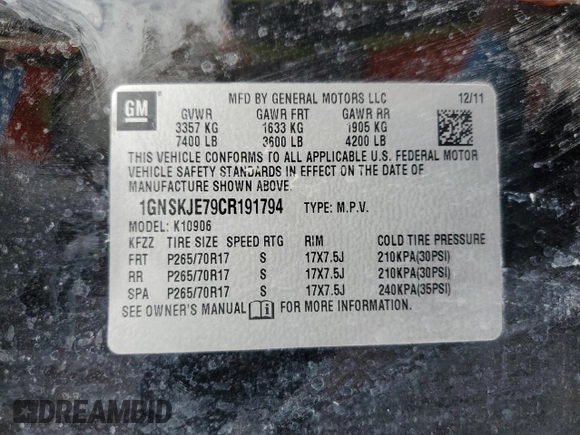 GM
MFD BY GENERAL MOTORS LLC 12/11
GVWR GAWR FRT GAWR RR
3357 KG 1633 KG 1905 KG
7400 LB 3600 LB 4200 LB
THIS VEHICLE CONFORMS TO ALL APPLICABLE U.S. FEDERAL MOTOR
VEHICLE SAFETY STANDARDS IN EFFECT ON THE DATE OF
MANUFACTURE SHOWN ABOVE.
1GNSKJE79CR191794 TYPE: M.P.V.
MODEL: K10906
KFZZ TIRE SIZE SPEED RTG RIM COLD TIRE PRESSURE
FRT P265/70R17 S 17X7.5J 210KPA(30PSI)
RR P265/70R17 S 17X7.5J 210KPA(30PSI)
SPA P265/70R17 S 17X7.5J 240KPA(35PSI)
SEE OWNER'S MANUAL FOR MORE INFORMATION
DREAMBID